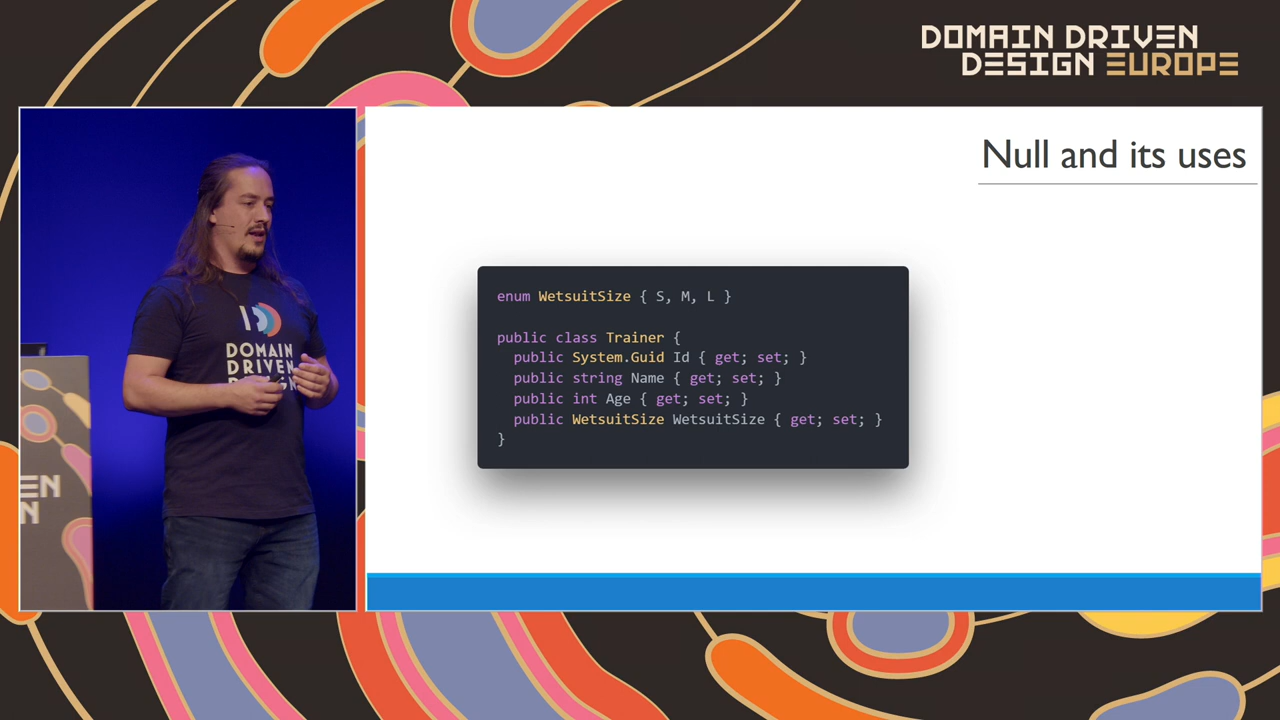 DOMAIN DRIVEN
DESIGN EUROPE
Null and its uses
enum WetsuitSize { S, M, L }
public class Trainer {
public System.Guid Id { get; set; }
public string Name { get; set; }
public int Age { get; set; }
public WetsuitSize WetsuitSize { get; set; }
}
DOMAIN
DRIVEN
EN
N